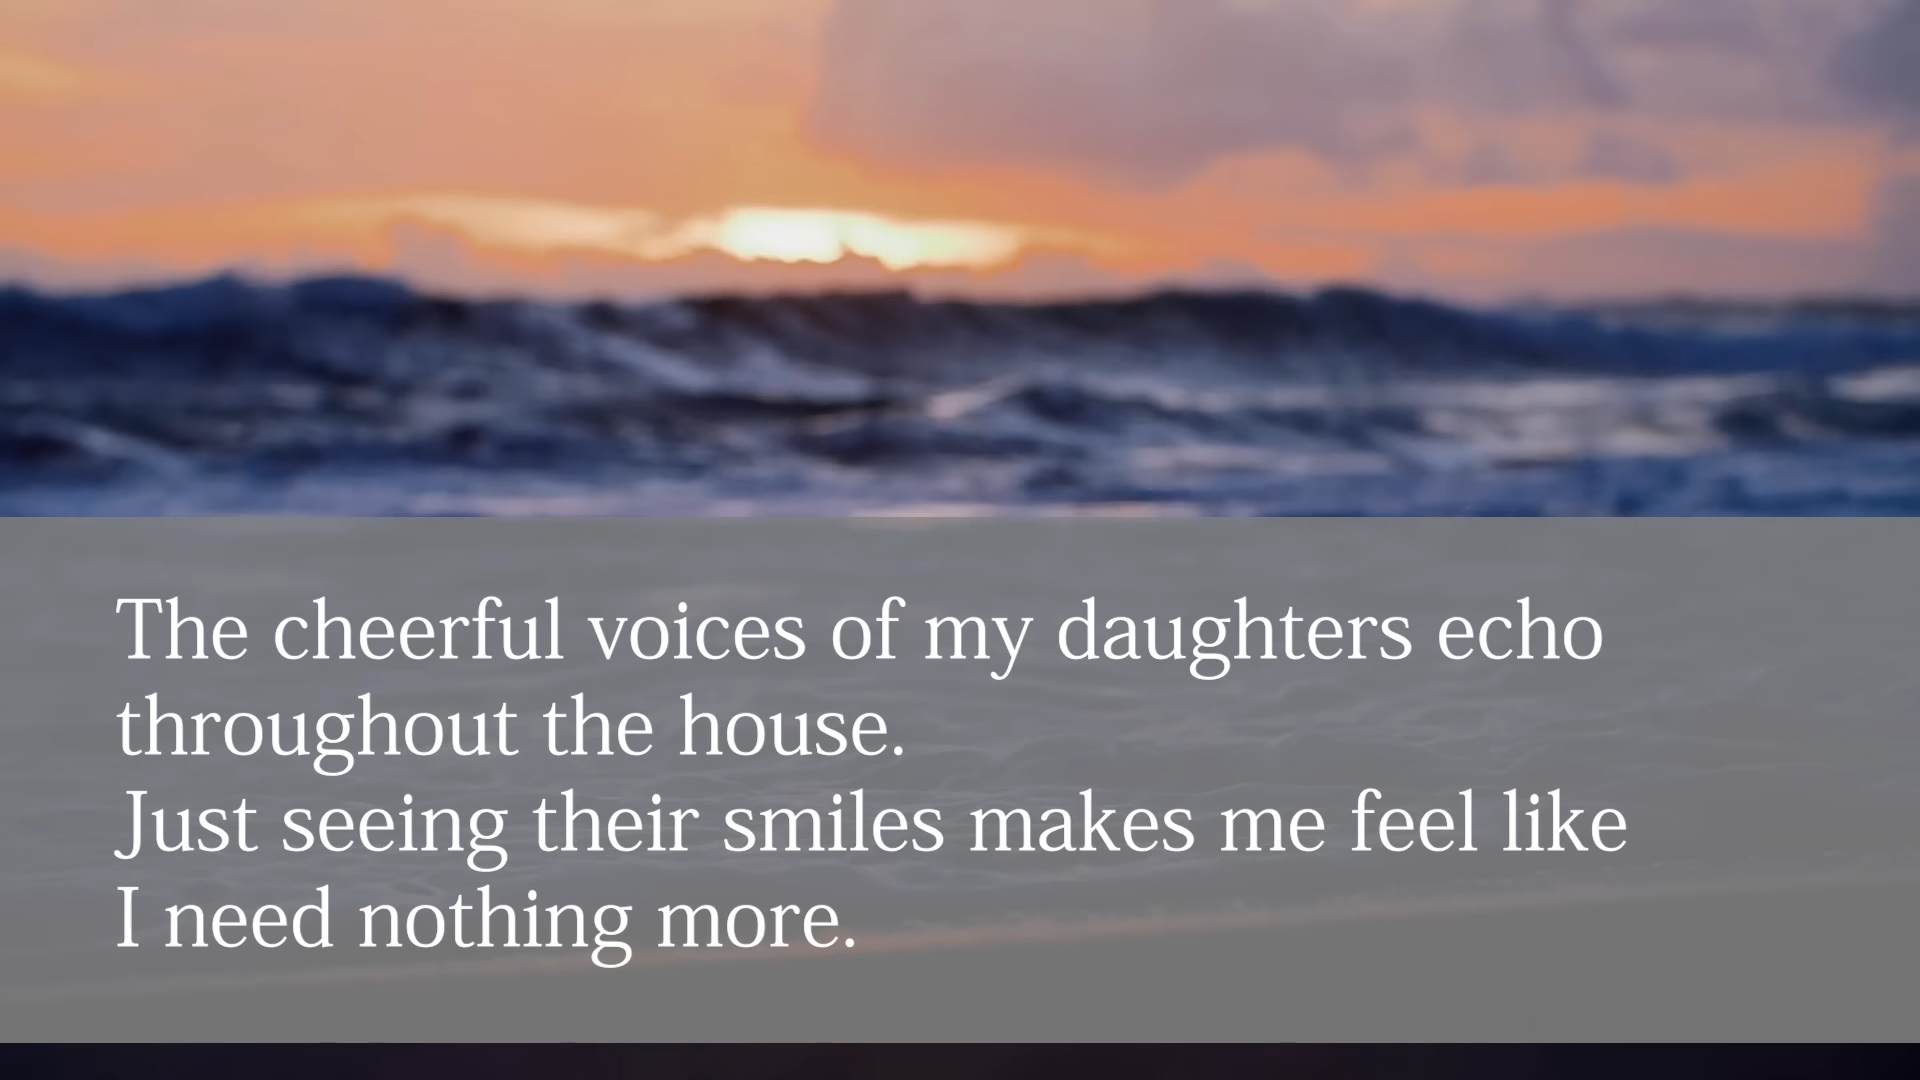 The cheerful voices of my daughters echo
throughout the house.
Just seeing their smiles makes me feel like
I need nothing more.